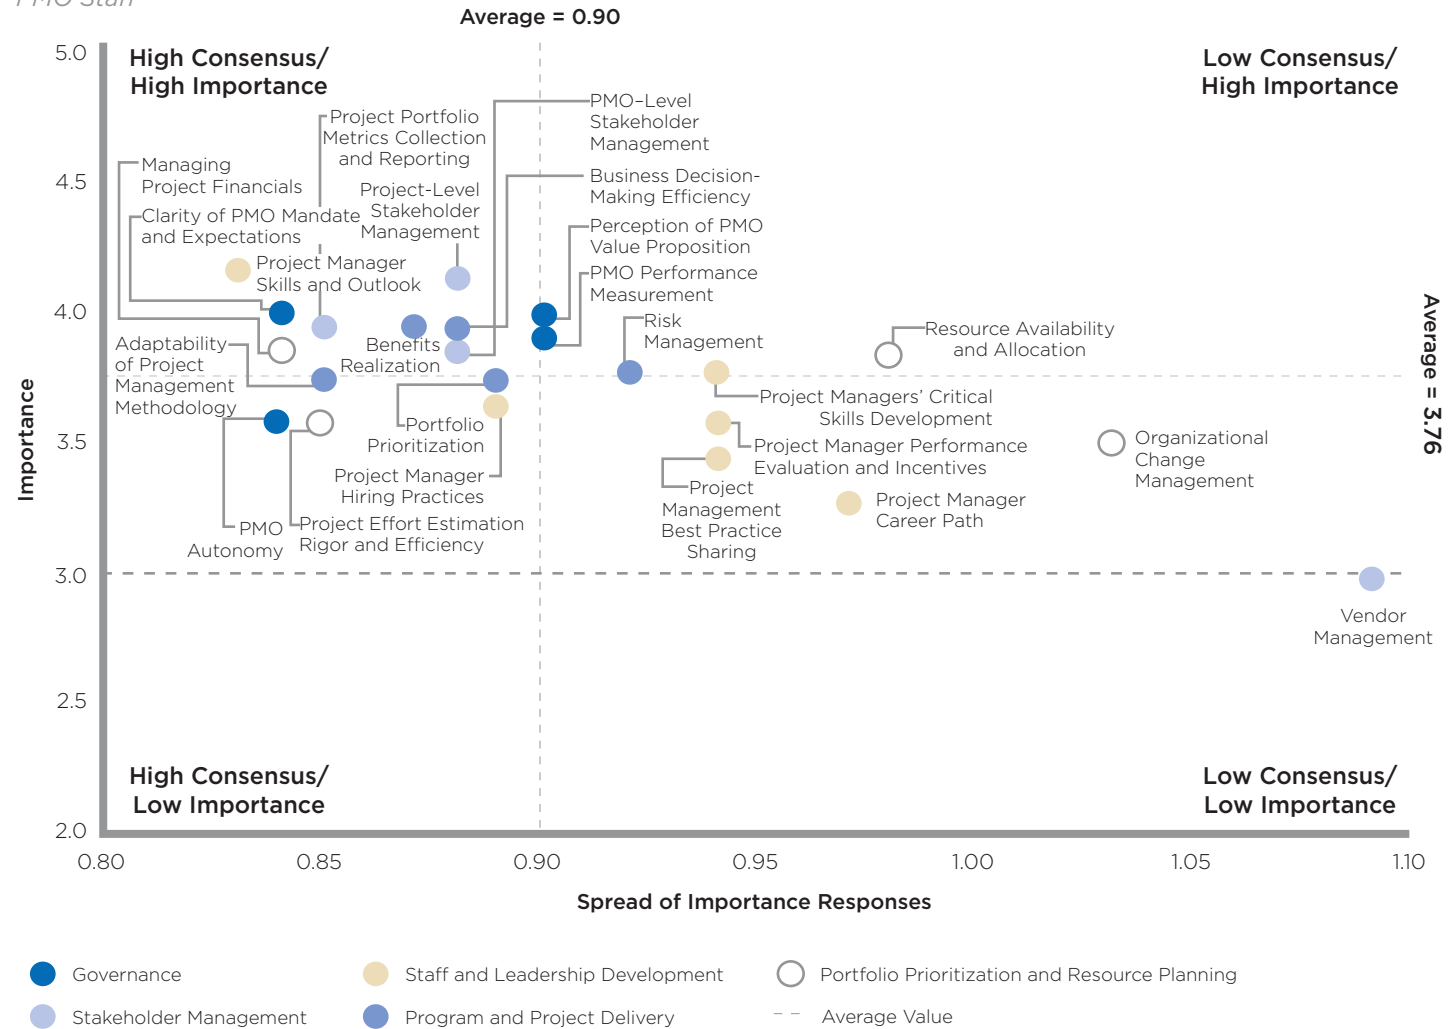 PMO Staff
Average = 0.90
High Consensus/
High Importance
Low Consensus/
High Importance
5.0
4.5
4.0
3.5
3.0
2.5
2.0
Importance
Project Portfolio
Metrics Collection
and Reporting
PMO–Level
Stakeholder
Management
Managing
Project Financials
Project-Level
Stakeholder
Management
Business Decision-
Making Efficiency
Clarity of PMO Mandate
and Expectations
Perception of PMO
Value Proposition
Project Manager
Skills and Outlook
PMO Performance
Measurement
Risk
Management
Resource Availability
and Allocation
Adaptability
of Project
Management
Methodology
Benefits
Realization
Average = 3.76
Project Managers’ Critical
Skills Development
Portfolio
Prioritization
Project Manager Performance
Evaluation and Incentives
Organizational
Change
Management
Project Manager
Hiring Practices
Project
Management
Best Practice
Sharing
Project Manager
Career Path
PMO
Autonomy
Project Effort Estimation
Rigor and Efficiency
Vendor
Management
High Consensus/
Low Importance
Low Consensus/
Low Importance
0.80
0.85
0.90
0.95
1.00
1.05
1.10
Spread of Importance Responses
Governance
Staff and Leadership Development
Portfolio Prioritization and Resource Planning
Stakeholder Management
Program and Project Delivery
Average Value